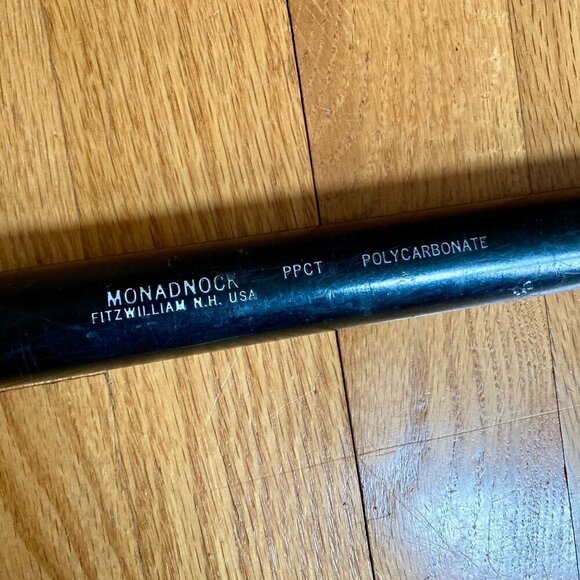 MONADNOCK PPCT POLYCARBONATE
FITZWILLIAM N.H. USA